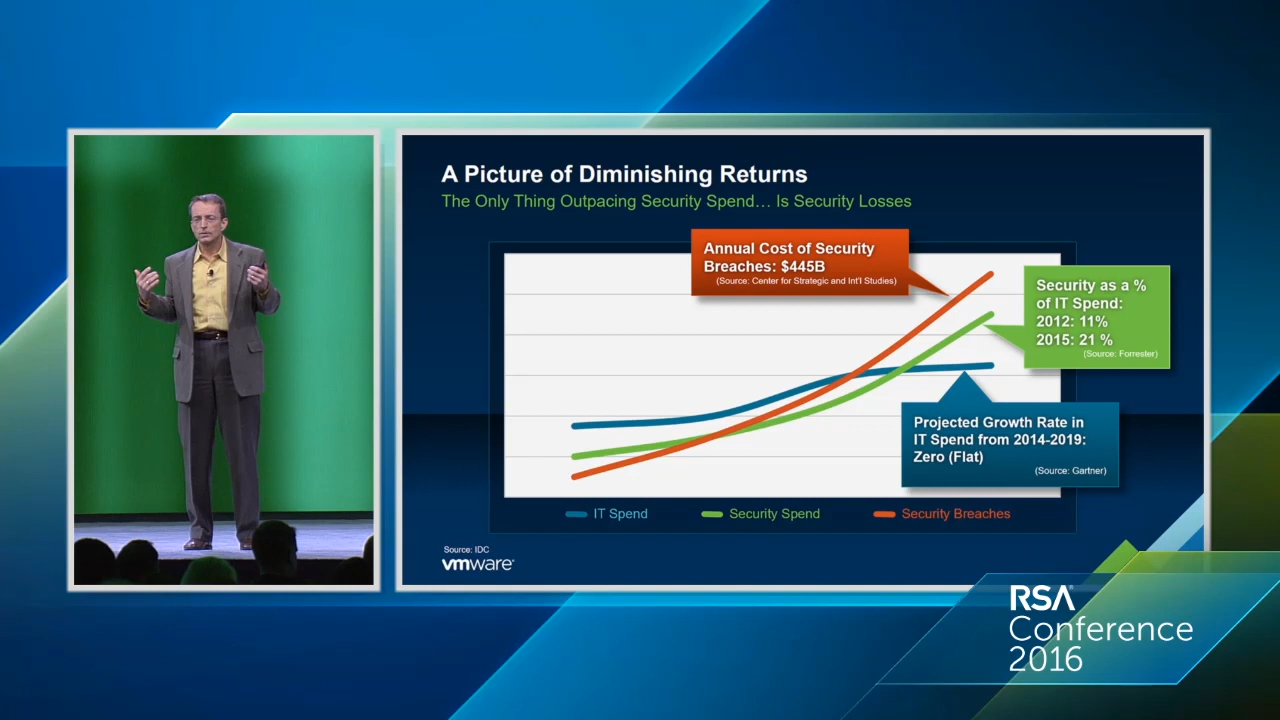 A Picture of Diminishing Returns
The Only Thing Outpacing Security Spend... Is Security Losses
Annual Cost of Security
Breaches: $445B
(Source: Center for Strategic and Int'l Studies)
Security as a %
of IT Spend:
2012: 11%
2015: 21 %
(Source: Forrester)
Projected Growth Rate in
IT Spend from 2014-2019:
Zero (Flat)
(Source: Gartner)
IT Spend
Security Spend
Security Breaches
Source: IDC
vmware®
RSA®
Conference
2016